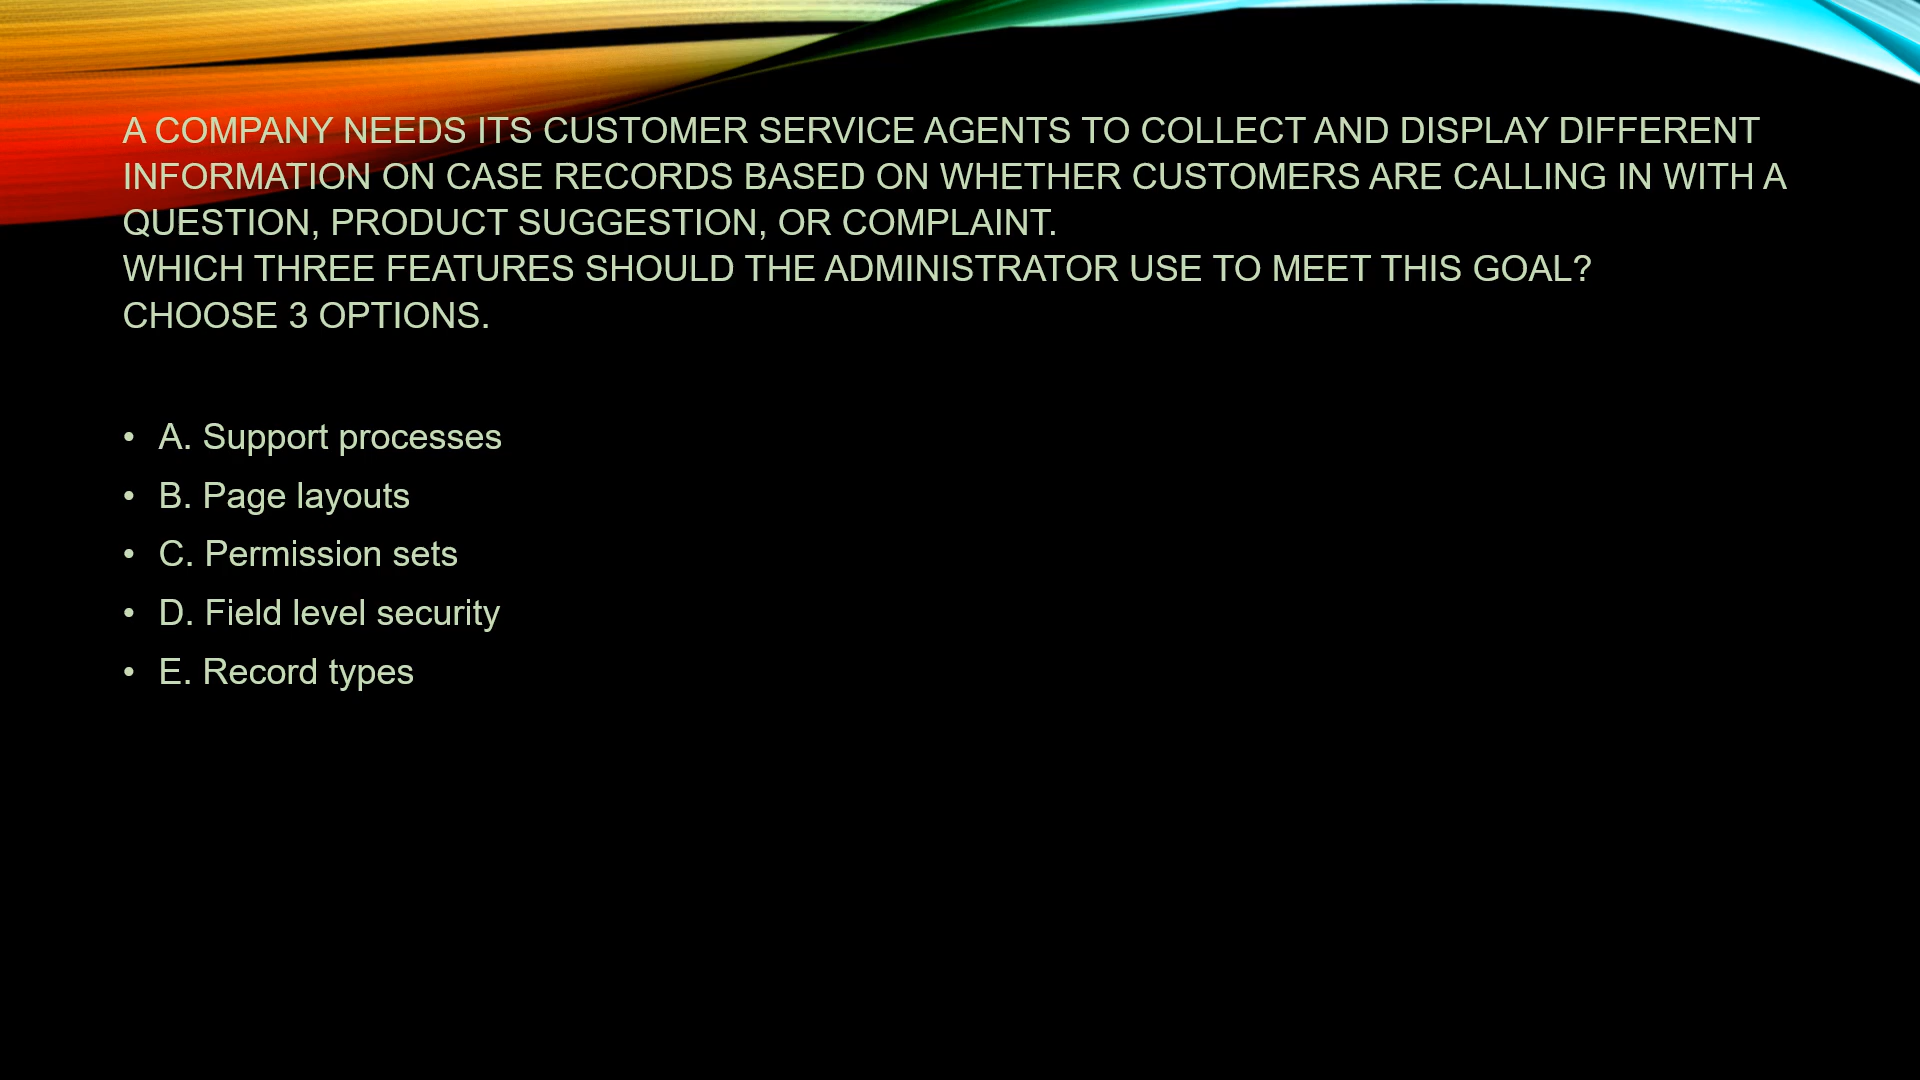 A COMPANY NEEDS ITS CUSTOMER SERVICE AGENTS TO COLLECT AND DISPLAY DIFFERENT
INFORMATION ON CASE RECORDS BASED ON WHETHER CUSTOMERS ARE CALLING IN WITH A
QUESTION, PRODUCT SUGGESTION, OR COMPLAINT.
WHICH THREE FEATURES SHOULD THE ADMINISTRATOR USE TO MEET THIS GOAL?
CHOOSE 3 OPTIONS.
• A. Support processes
• B. Page layouts
• C. Permission sets
• D. Field level security
• E. Record types